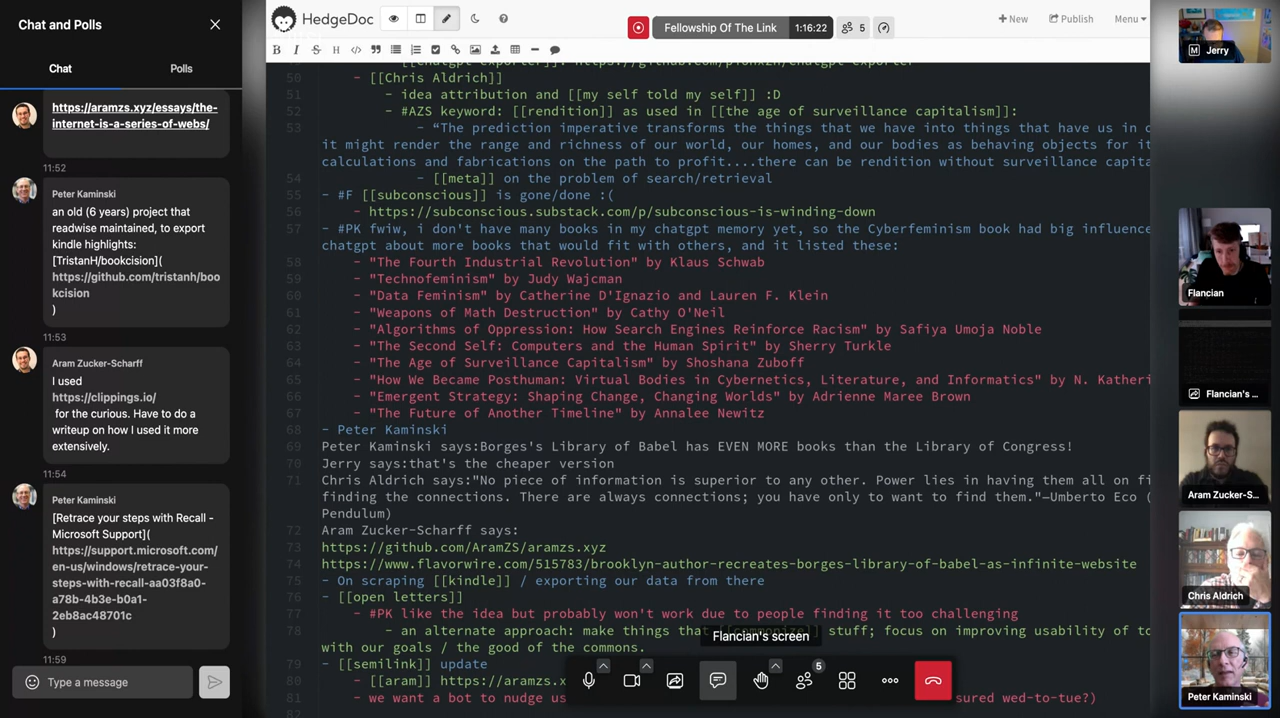 Chat and Polls
Chat
Polls
https://aramzs.xyz/essays/the-
internet-is-a-series-of-webs/
11:52
Peter Kaminski
an old (6 years) project that
readwise maintained, to export
kindle highlights:
[TristanH/bookcision](
https://github.com/tristanh/boo
kcision
)
11:53
Aram Zucker-Scharff
I used
https://clippings.io/
for the curious. Have to do a
writeup on how I used it more
extensively.
11:54
Peter Kaminski
[Retrace your steps with Recall -
Microsoft Support](
https://support.microsoft.com/
en-us/windows/retrace-your-
steps-with-recall-aa03f8a0-
a78b-4b3e-b0a1-
2eb8ac48701c
)
11:59
Type a message
HedgeDoc
Fellowship Of The Link
1:16:22
5
New
Publish
Menu
B I S H
50 - [[Chris Aldrich]]
51 - idea attribution and [[my self told my self]] :D
52 - #AZS keyword: [[rendition]] as used in [[the age of surveillance capitalism]]:
53 - “The prediction imperative transforms the things that we have into things that have us in
it might render the range and richness of our world, our homes, and our bodies as behaving objects for
calculations and fabrications on the path to profit....there can be rendition without surveillance
54 - [[meta]] on the problem of search/retrieval
55 - #F [[subconscious]] is gone/done :(
56 - https://subconscious.substack.com/p/subconscious-is-winding-down
57 - #PK fwiw, i don't have many books in my chatgpt memory yet, so the Cyberfeminism book had big influence
chatgpt about more books that would fit with others, and it listed these:
58 - "The Fourth Industrial Revolution" by Klaus Schwab
59 - "Technofeminism" by Judy Wajcman
60 - "Data Feminism" by Catherine D'Ignazio and Lauren F. Klein
61 - "Weapons of Math Destruction" by Cathy O'Neil
62 - "Algorithms of Oppression: How Search Engines Reinforce Racism" by Safiya Umoja Noble
63 - "The Second Self: Computers and the Human Spirit" by Sherry Turkle
64 - "The Age of Surveillance Capitalism" by Shoshana Zuboff
65 - "How We Became Posthuman: Virtual Bodies in Cybernetics, Literature, and Informatics" by N. Katheri
66 - "Emergent Strategy: Shaping Change, Changing Worlds" by Adrienne Maree Brown
67 - "The Future of Another Timeline" by Annalee Newitz
68 - Peter Kaminski
69 Peter Kaminski says:Borges's Library of Babel has EVEN MORE books than the Library of Congress!
70 Jerry says:that's the cheaper version
71 Chris Aldrich says:"No piece of information is superior to any other. Power lies in having them all on
finding the connections. There are always connections; you have only to want to find them."—Umberto Eco (
Pendulum)
72 Aram Zucker-Scharff says:
73 https://github.com/AramZS/aramzs.xyz
74 https://www.flavorwire.com/515783/brooklyn-author-recreates-borges-library-of-babel-as-infinite-website
75 - On scraping [[kindle]] / exporting our data from there
76 - [[open letters]]
77 - #PK like the idea but probably won't work due to people finding it too challenging
78 - an alternate approach: make things that stuff; focus on improving usability of
with our goals / the good of the commons.
79 - [[semilink]] update
80 - [[aram]] https://aramzs.x
81 - we want a bot to nudge us sured wed-to-tue?)
82
Flancian's screen
5
Jerry
Flancian
Flancian's ...
Aram Zucker-S...
Chris Aldrich
Peter Kaminski